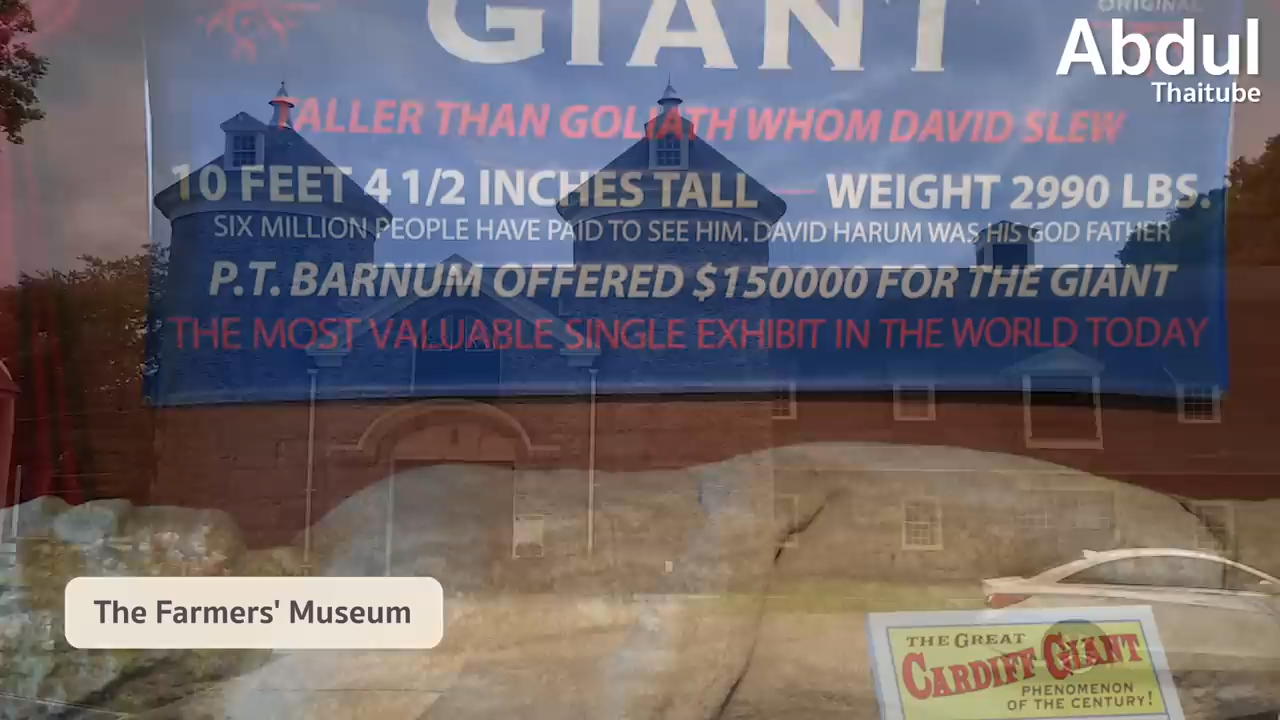 ORIGINAL
GIANT
Abdul
Thaitube
TALLER THAN GOLIATH WHOM DAVID SLEW
10 FEET 4 1/2 INCHES TALL — WEIGHT 2990 LBS.
SIX MILLION PEOPLE HAVE PAID TO SEE HIM. DAVID HARUM WAS HIS GOD FATHER
P.T. BARNUM OFFERED $150000 FOR THE GIANT
THE MOST VALUABLE SINGLE EXHIBIT IN THE WORLD TODAY
The Farmers' Museum
THE GREAT
CARDIFF GIANT
PHENOMENON
OF THE CENTURY!